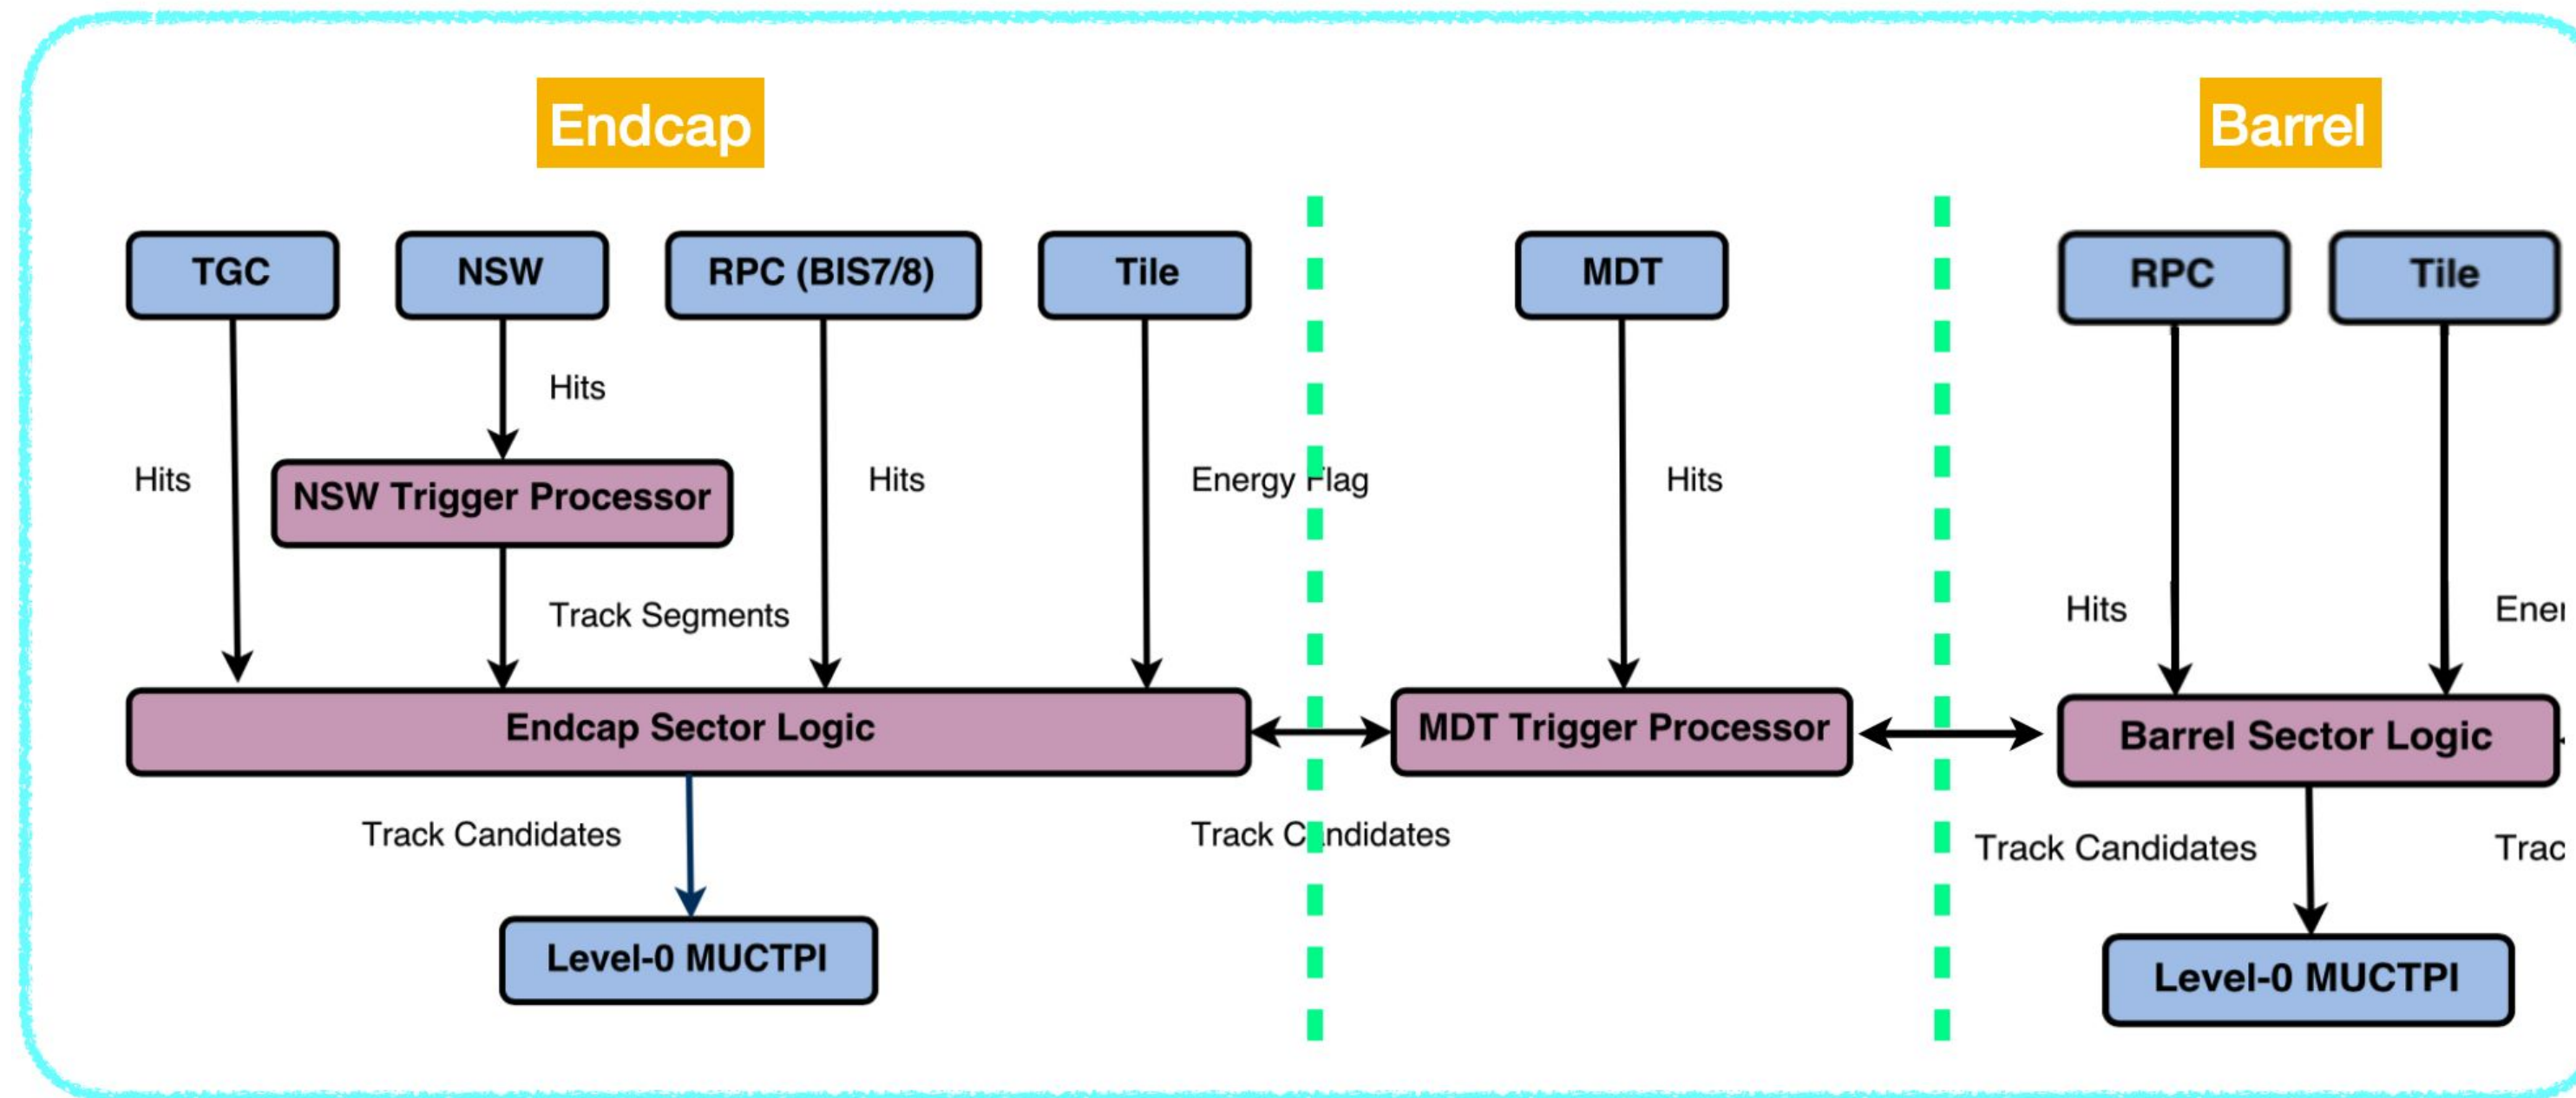 Endcap
Barrel
TGC
NSW
RPC (BIS7/8)
Tile
MDT
RPC
Tile
Hits
Hits
NSW Trigger Processor
Hits
Energy Flag
Hits
Track Segments
Hits
Endcap Sector Logic
MDT Trigger Processor
Barrel Sector Logic
Track Candidates
Track Candidates
Track Candidates
Level-0 MUCTPI
Level-0 MUCTPI